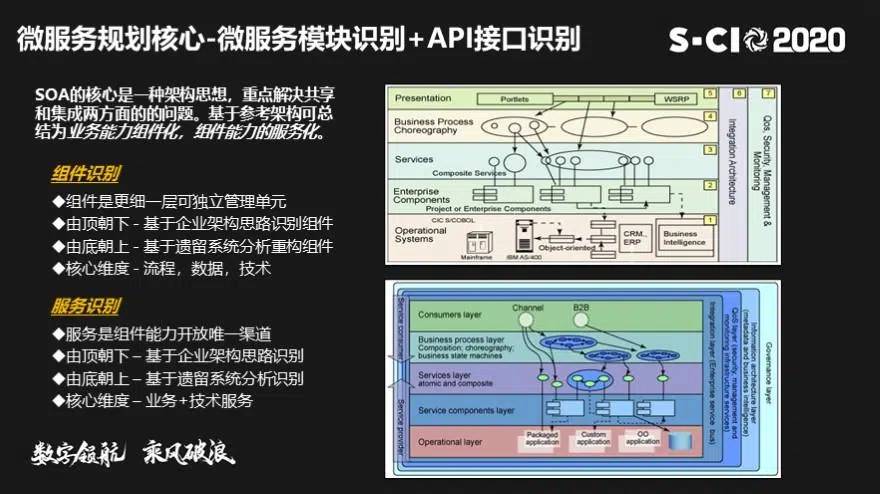 微服务规划核心-微服务模块识别+API接口识别
S-CIO 2020
SOA的核心是一种架构思想，重点解决共享
和集成两方面的的问题。基于参考架构可总
结为业务能力组件化，组件能力的服务化。
组件识别
◆组件是更细一层可独立管理单元
◆由顶朝下 - 基于企业架构思路识别组件
◆由底朝上 - 基于遗留系统分析重构组件
◆核心维度 - 流程，数据，技术
服务识别
◆服务是组件能力开放唯一渠道
◆由顶朝下 – 基于企业架构思路识别
◆由底朝上 – 基于遗留系统分析识别
◆核心维度 – 业务+技术服务
数字领航 乘风破浪
Presentation
Portlets
WSRP
5
6
7
Business Process
Choreography
4
Services
Composite Services
3
Enterprise
Components
Project or Enterprise Components
2
Operational
Systems
CIC S/COBOL
Mainframe
IBM AS/400
Object-oriented
CRM,
ERP
Business
Intelligence
1
Integration Architecture
Qos, Security, Management &
Monitoring
Service consumer
Service provider
Consumers layer
Channel
B2B
Business process layer
Composition; choreography;
business state machines
Services layer
atomic and composite
Service components layer
Operational layer
Packaged
application
Custom
application
OO
application
Integration layer (Enterprise service bus)
QoS layer (security, management and
monitoring infrastructure services)
Information architecture layer
(metadata and business intelligence)
Governance layer